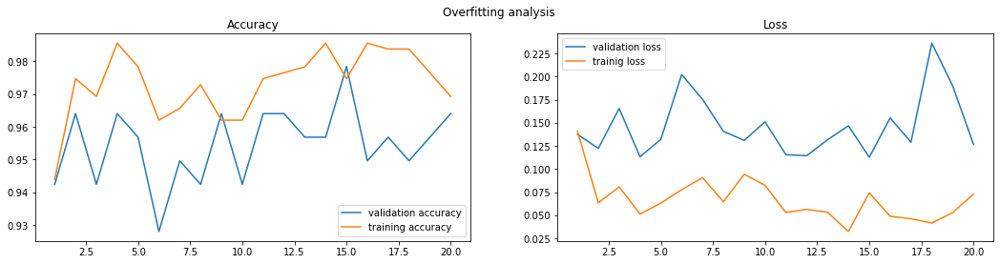 Overfitting analysis
Accuracy
0.98
0.97
0.96
0.95
0.94
0.93
validation accuracy
training accuracy
2.5 5.0 7.5 10.0 12.5 15.0 17.5 20.0
Loss
validation loss
trainig loss
0.225
0.200
0.175
0.150
0.125
0.100
0.075
0.050
0.025
2.5 5.0 7.5 10.0 12.5 15.0 17.5 20.0